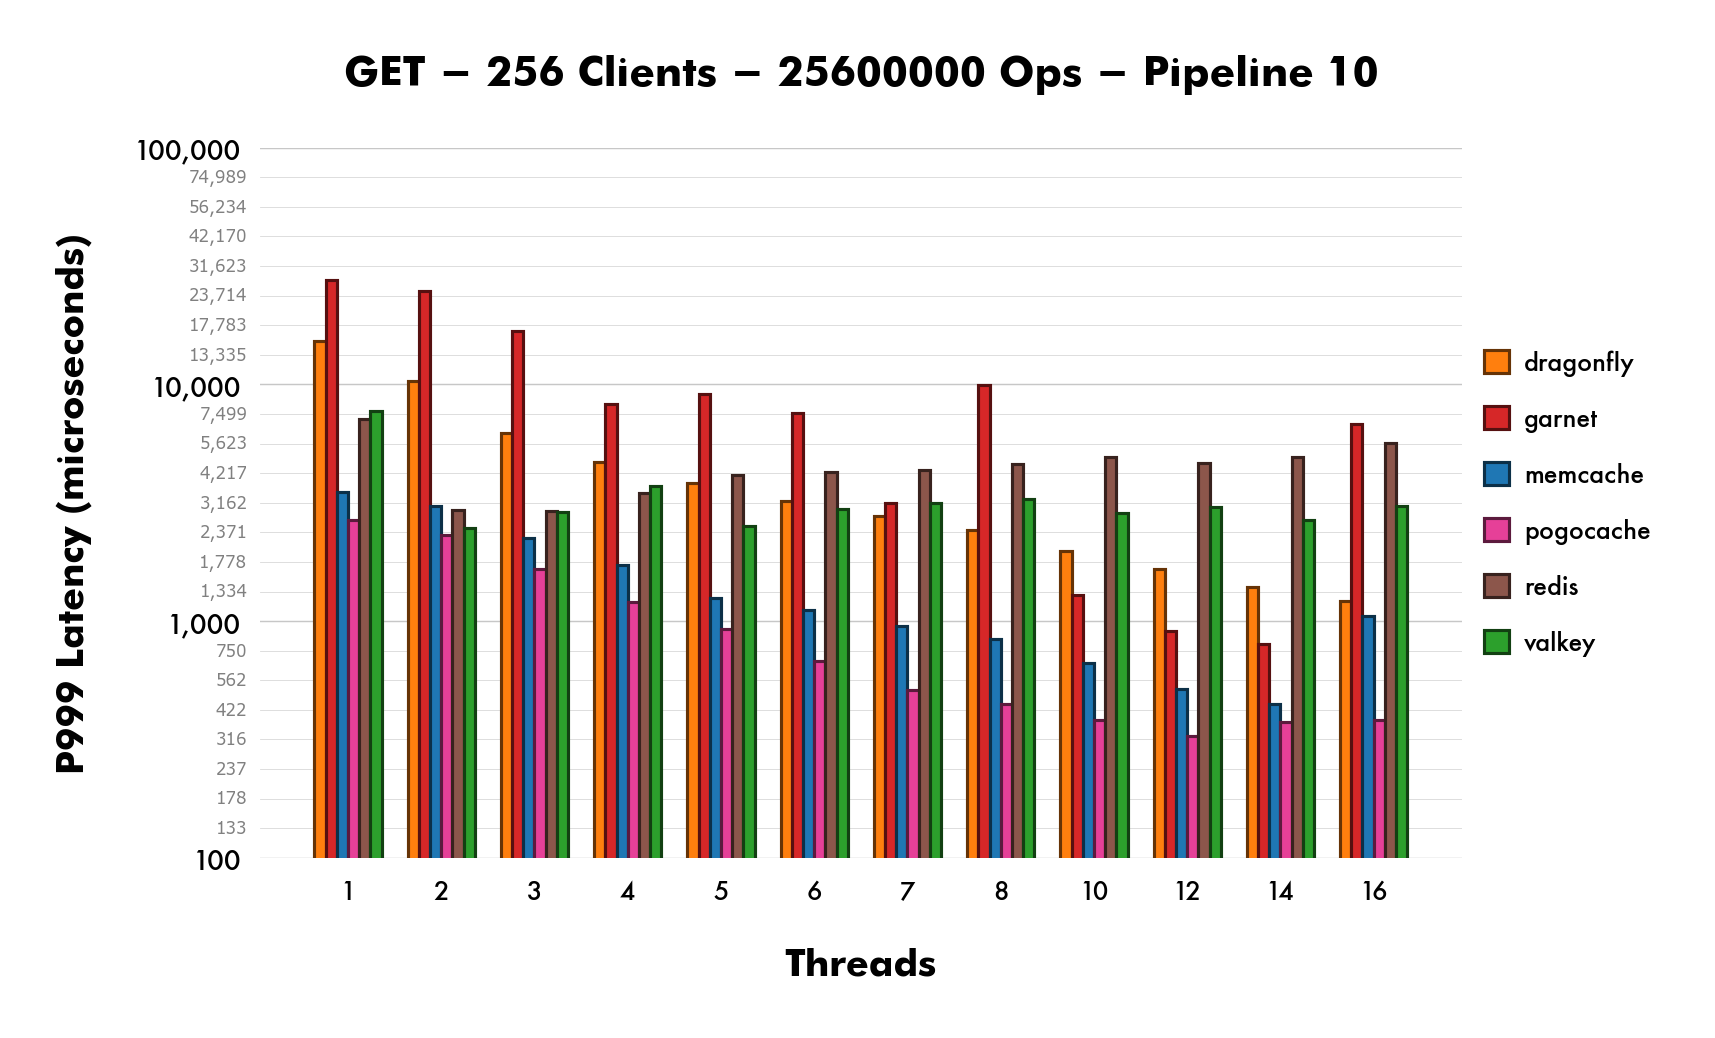 GET – 256 Clients – 25600000 Ops – Pipeline 10
P999 Latency (microseconds)
100,000
74,989
56,234
42,170
31,623
23,714
17,783
13,335
10,000
7,499
5,623
4,217
3,162
2,371
1,778
1,334
1,000
750
562
422
316
237
178
133
100
1 2 3 4 5 6 7 8 10 12 14 16
Threads
dragonfly
garnet
memcache
pogocache
redis
valkey